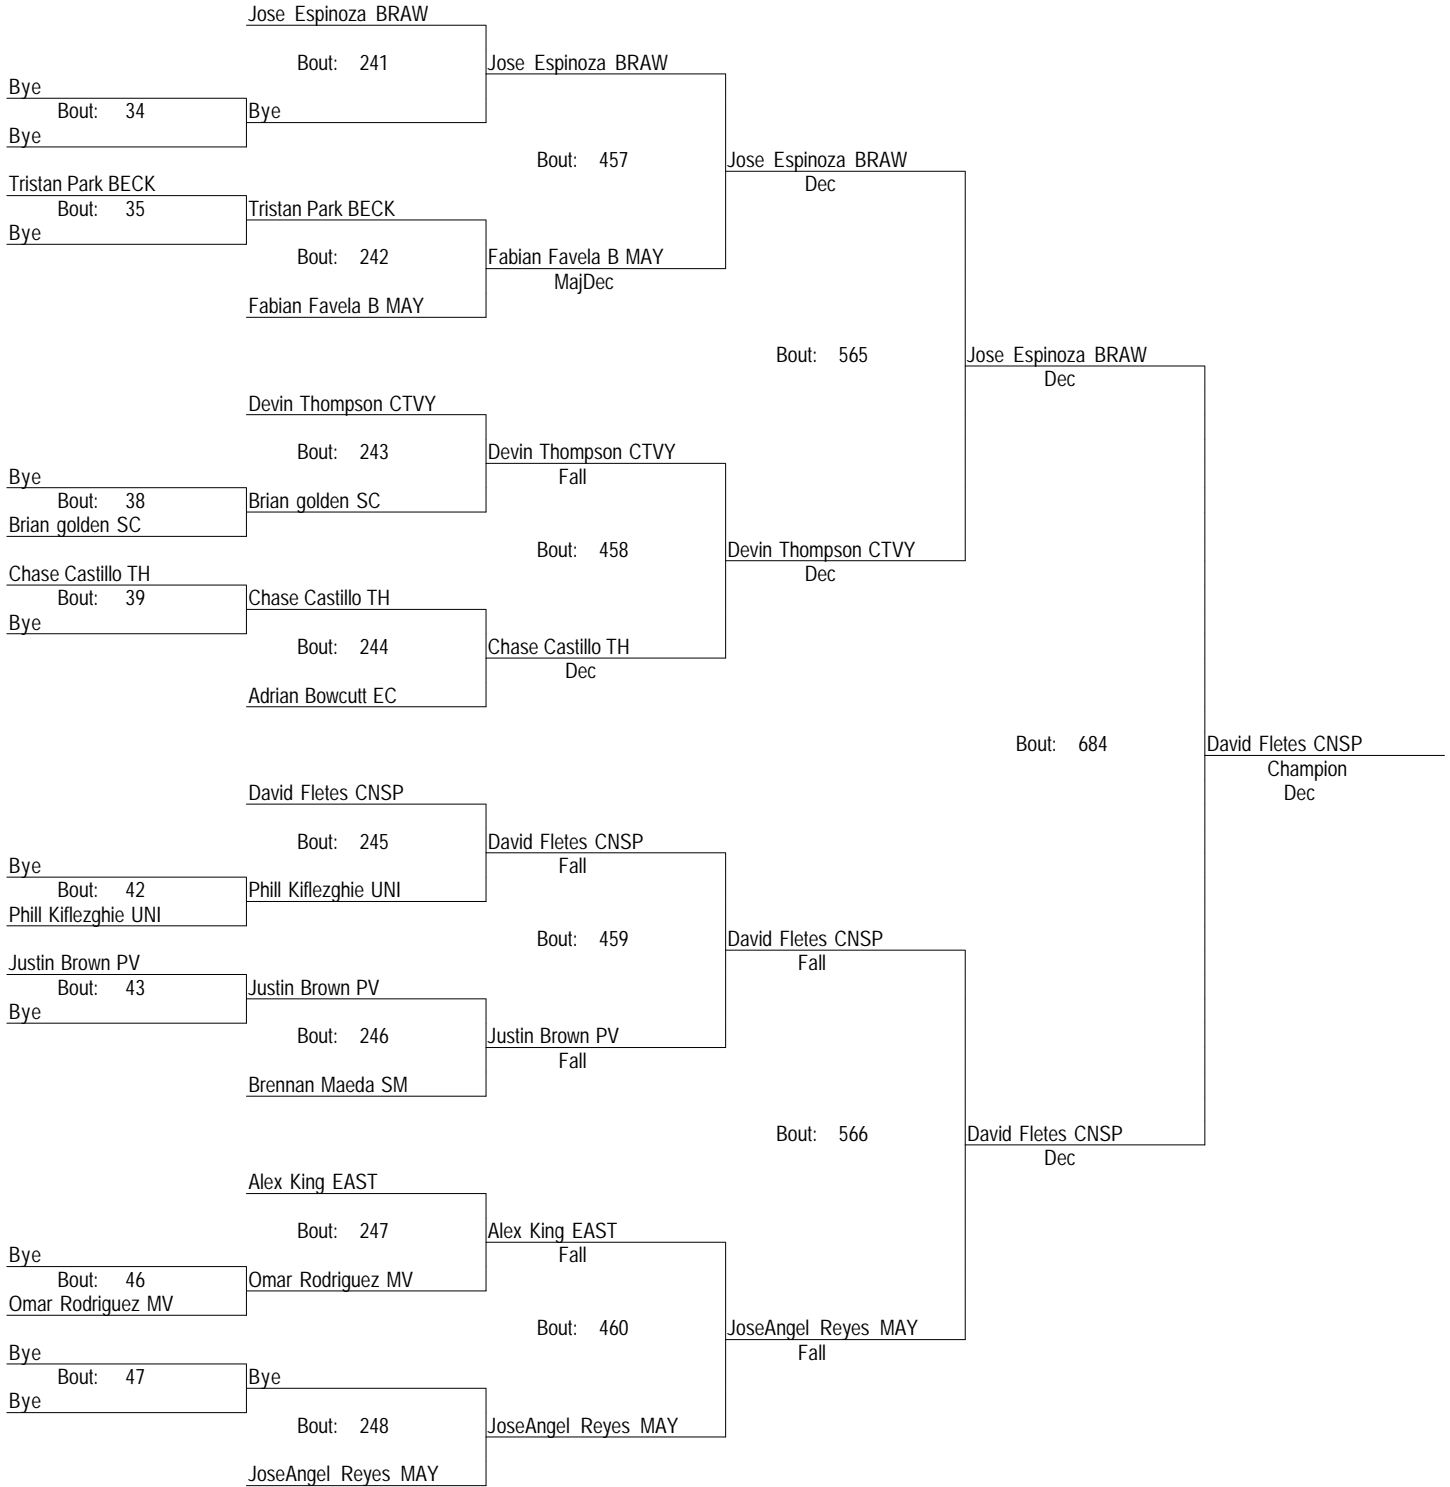 Jose Espinoza BRAW
Bout: 241
Jose Espinoza BRAW
Bye
Bout: 34
Bye
Bye
Bout: 457
Jose Espinoza BRAW
Dec
Tristan Park BECK
Bout: 35
Tristan Park BECK
Bye
Bout: 242
Fabian Favela B MAY
MajDec
Fabian Favela B MAY
Bout: 565
Jose Espinoza BRAW
Dec
Devin Thompson CTVY
Bout: 243
Devin Thompson CTVY
Fall
Bye
Bout: 38
Brian golden SC
Brian golden SC
Bout: 458
Devin Thompson CTVY
Dec
Chase Castillo TH
Bout: 39
Chase Castillo TH
Bye
Bout: 244
Chase Castillo TH
Dec
Adrian Bowcutt EC
Bout: 684
David Fletes CNSP
Champion
Dec
David Fletes CNSP
Bout: 245
David Fletes CNSP
Fall
Bye
Bout: 42
Phill Kiflezghie UNI
Phill Kiflezghie UNI
Bout: 459
David Fletes CNSP
Fall
Justin Brown PV
Bout: 43
Justin Brown PV
Bye
Bout: 246
Justin Brown PV
Fall
Brennan Maeda SM
Bout: 566
David Fletes CNSP
Dec
Alex King EAST
Bout: 247
Alex King EAST
Fall
Bye
Bout: 46
Omar Rodriguez MV
Omar Rodriguez MV
Bout: 460
JoseAngel Reyes MAY
Fall
Bye
Bout: 47
Bye
Bye
Bout: 248
JoseAngel Reyes MAY
JoseAngel Reyes MAY